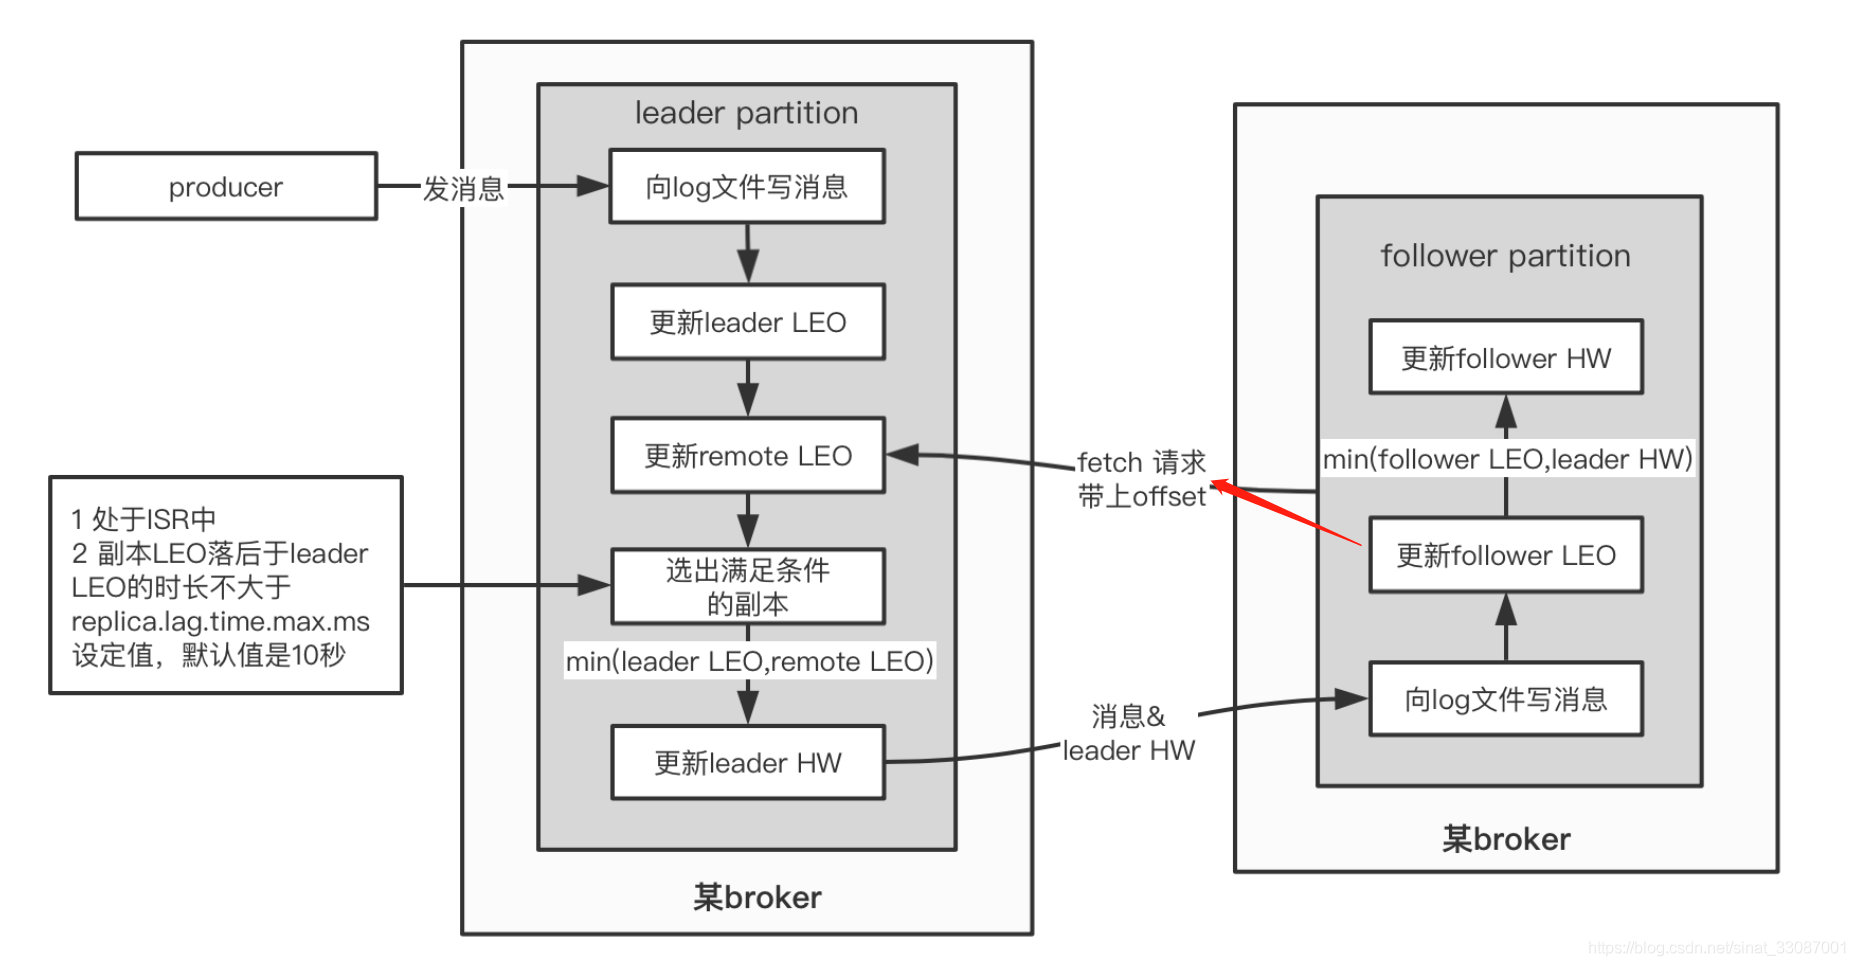 leader partition
producer
发消息
向log文件写消息
更新leader LEO
更新remote LEO
1 处于ISR中
2 副本LEO落后于leader
LEO的时长不大于
replica.lag.time.max.ms
设定值，默认值是10秒
选出满足条件
的副本
min(leader LEO,remote LEO)
更新leader HW
某broker
fetch 请求
带上offset
消息&
leader HW
follower partition
更新follower HW
min(follower LEO,leader HW)
更新follower LEO
向log文件写消息
某broker
https://blog.csdn.net/sinat_33087001